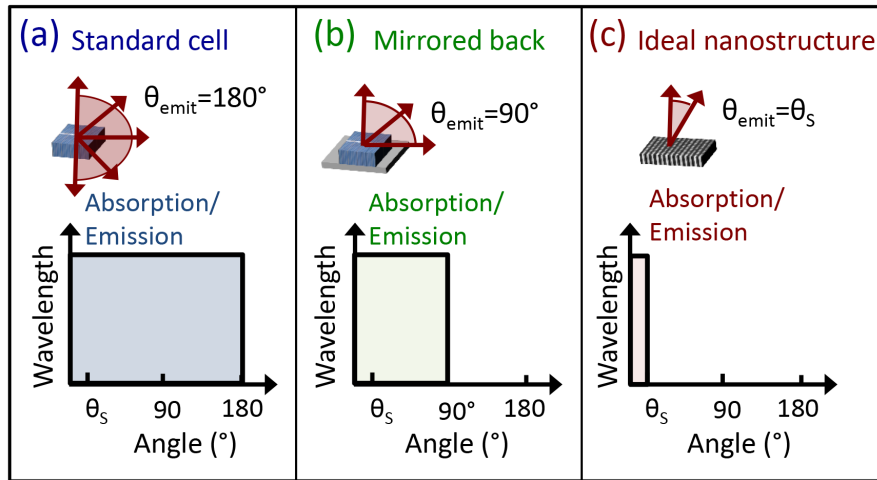 (a) Standard cell
θemit=180°
Absorption/
Emission
Wavelength
θS 90 180
Angle (°)
(b) Mirrored back
θemit=90°
Absorption/
Emission
Wavelength
θS 90° 180
Angle (°)
(c) Ideal nanostructure
θemit=θS
Absorption/
Emission
Wavelength
θS 90 180
Angle (°)